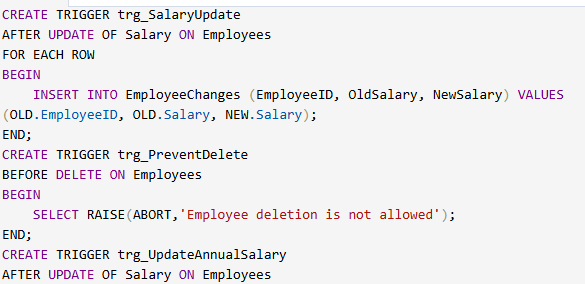 CREATE TRIGGER trg_SalaryUpdate
AFTER UPDATE OF Salary ON Employees
FOR EACH ROW
BEGIN
    INSERT INTO EmployeeChanges (EmployeeID, OldSalary, NewSalary) VALUES
(OLD.EmployeeID, OLD.Salary, NEW.Salary);
END;
CREATE TRIGGER trg_PreventDelete
BEFORE DELETE ON Employees
BEGIN
    SELECT RAISE(ABORT,'Employee deletion is not allowed');
END;
CREATE TRIGGER trg_UpdateAnnualSalary
AFTER UPDATE OF Salary ON Employees